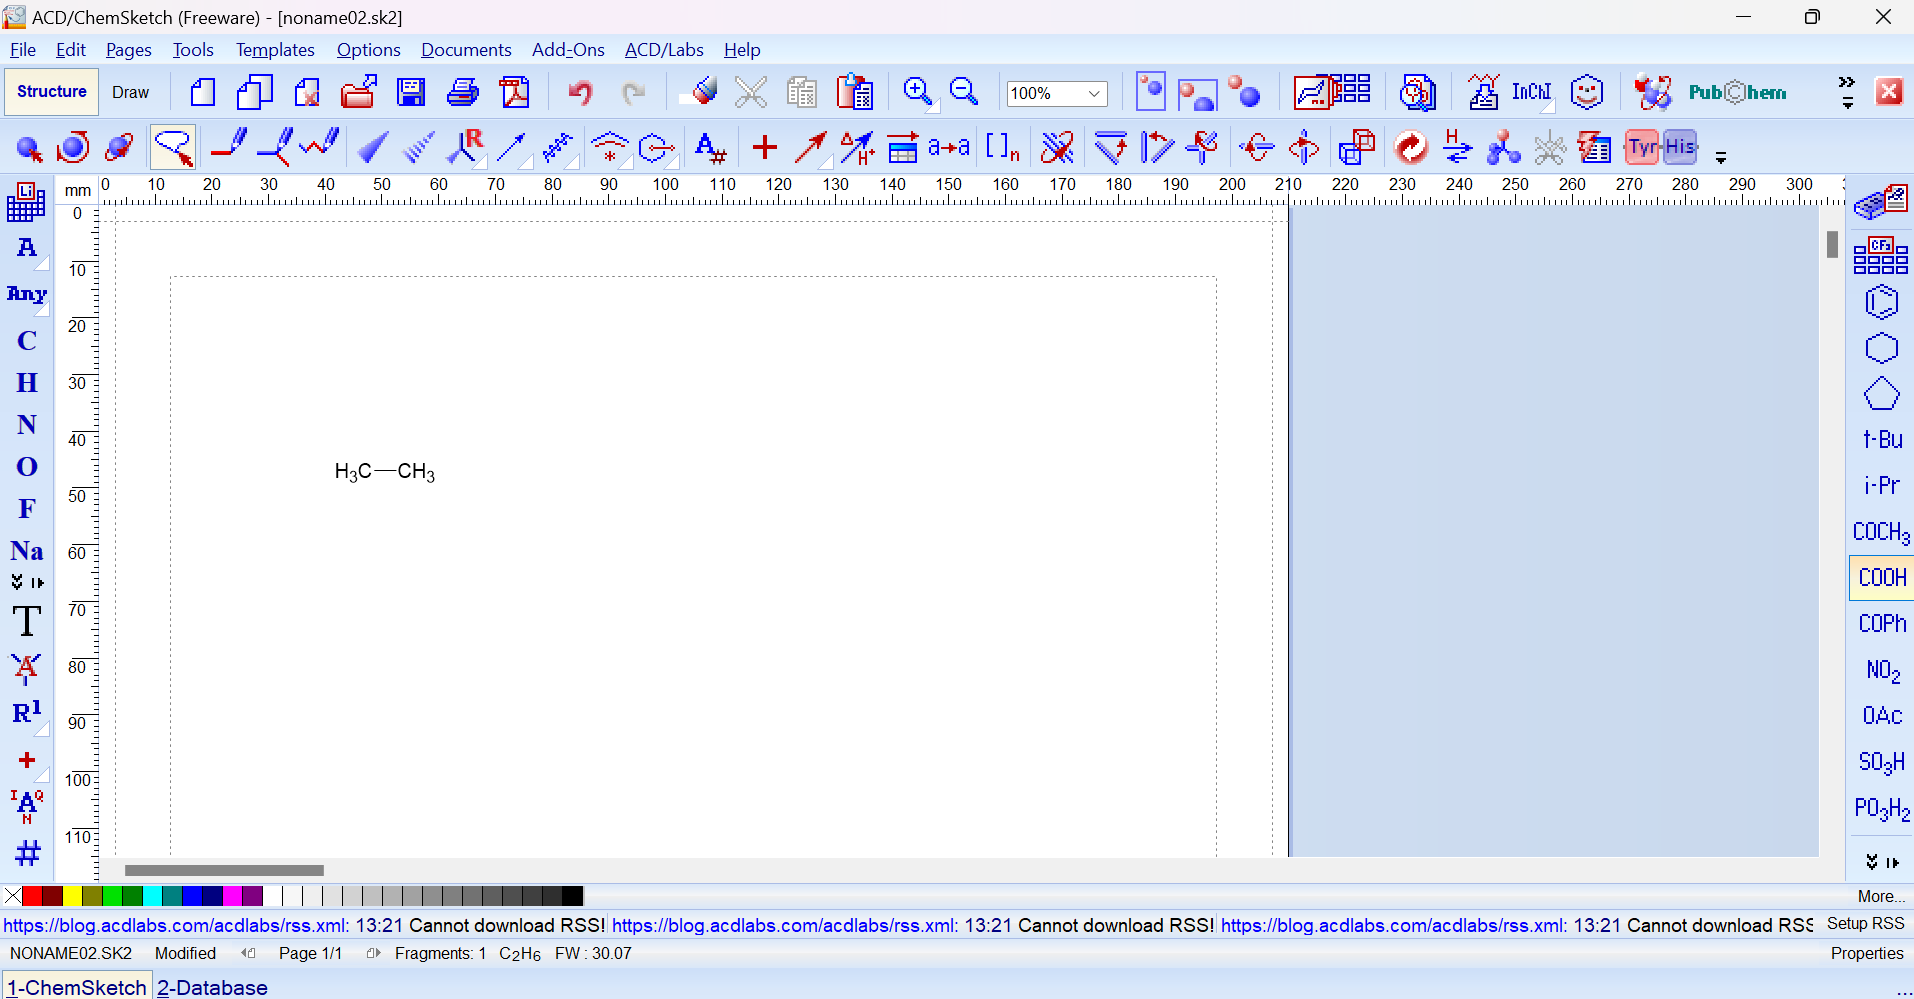 ACD/ChemSketch (Freeware) - [noname02.sk2]
File Edit Pages Tools Templates Options Documents Add-Ons ACD/Labs Help
Structure Draw 100% InChI Pub©hem
R A# H+ a→a [ ]n H Tyr His
mm 0 10 20 30 40 50 60 70 80 90 100 110 120 130 140 150 160 170 180 190 200 210 220 230 240 250 260 270 280 290 300
0
10
20
30
40
50
60
70
80
90
100
110
Li
A
Any
C
H
N
O
F
Na
T
A
R¹
+
I A Q N
#
H₃C—CH₃
CF₃
t-Bu
i-Pr
COCH₃
COOH
COPh
NO₂
OAc
SO₃H
PO₃H₂
More...
https://blog.acdlabs.com/acdlabs/rss.xml: 13:21 Cannot download RSS! https://blog.acdlabs.com/acdlabs/rss.xml: 13:21 Cannot download RSS! https://blog.acdlabs.com/acdlabs/rss.xml: 13:21 Cannot download RSS Setup RSS
NONAME02.SK2 Modified Page 1/1 Fragments: 1 C₂H₆ FW : 30.07 Properties
1-ChemSketch 2-Database ...